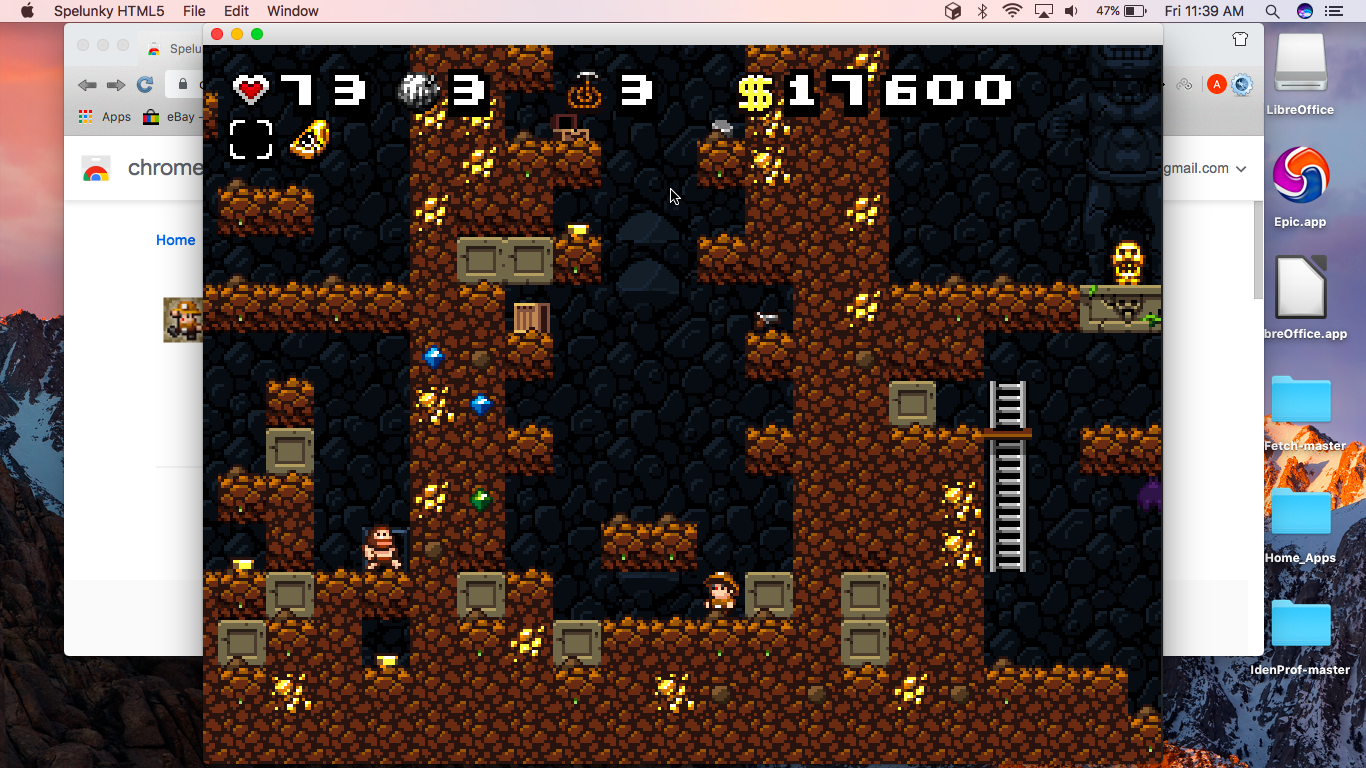 Spelunky HTML5 File Edit Window 47% Fri 11:39 AM
Spelu
A
Apps eBay
73 3 3 $17600
LibreOffice
chrome gmail.com
Epic.app
Home
breOffice.app
Fetch-master
Home_Apps
IdenProf-master